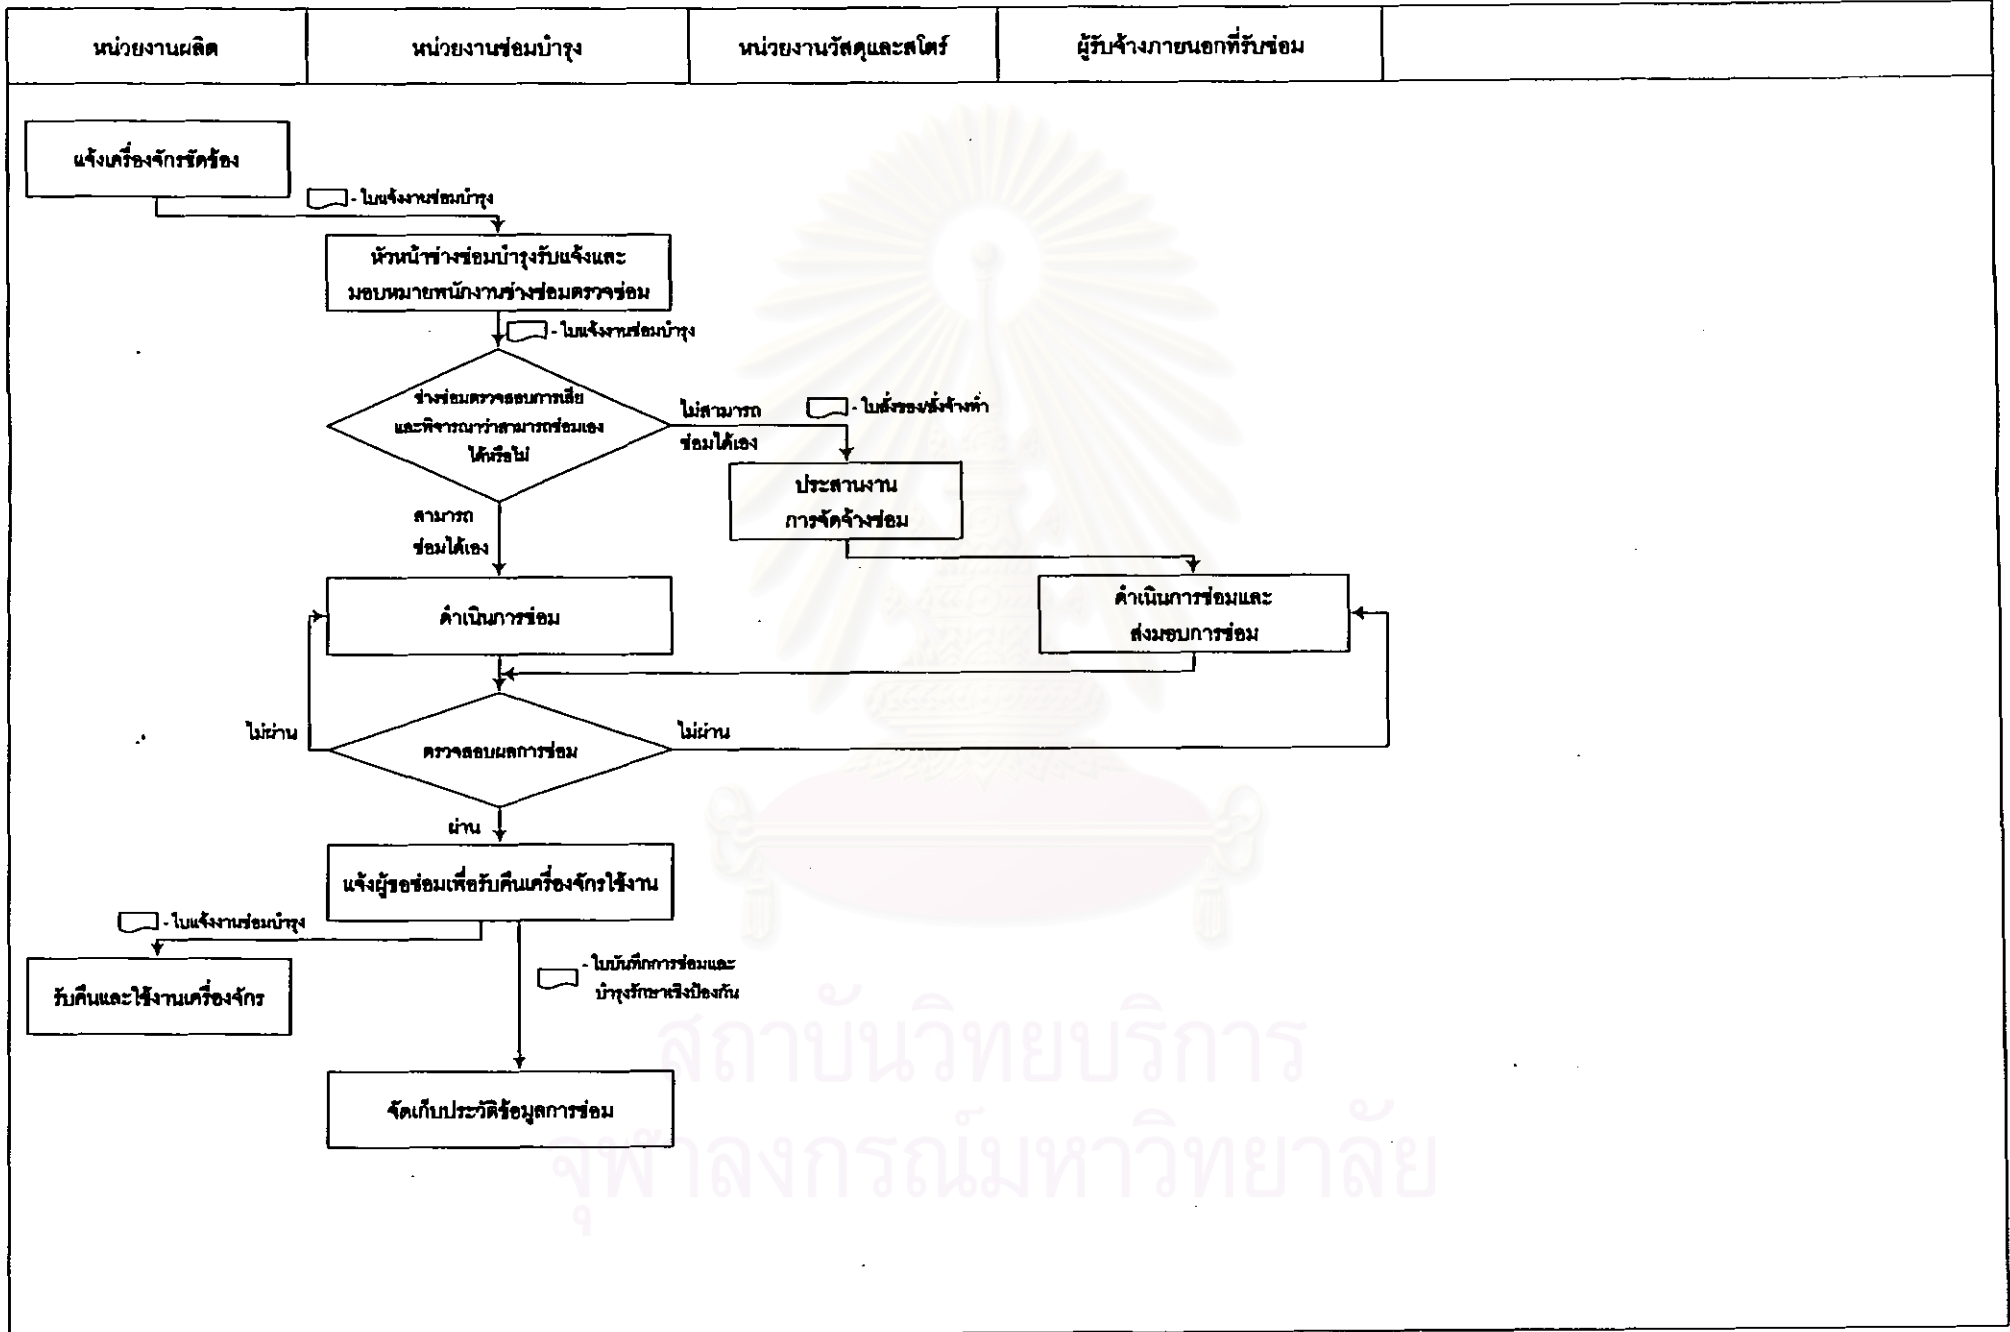 หน่วยงานผลิต
หน่วยงานซ่อมบำรุง
หน่วยงานวัสดุและสโตร์
ผู้รับจ้างภายนอกที่รับซ่อม
แจ้งเครื่องจักรขัดข้อง
- ใบแจ้งงานซ่อมบำรุง
หัวหน้าช่างซ่อมบำรุงรับแจ้งและ
มอบหมายพนักงานช่างซ่อมตรวจซ่อม
- ใบแจ้งงานซ่อมบำรุง
ช่างซ่อมตรวจสอบการเสีย
และพิจารณาว่าสามารถซ่อมเอง
ได้หรือไม่
ไม่สามารถ
ซ่อมได้เอง
- ใบสั่งของ/สั่งจ้างทำ
ประสานงาน
การจัดจ้างซ่อม
สามารถ
ซ่อมได้เอง
ดำเนินการซ่อม
ดำเนินการซ่อมและ
ส่งมอบการซ่อม
ไม่ผ่าน
ตรวจสอบผลการซ่อม
ไม่ผ่าน
ผ่าน
แจ้งผู้ขอซ่อมเพื่อรับคืนเครื่องจักรใช้งาน
- ใบแจ้งงานซ่อมบำรุง
รับคืนและใช้งานเครื่องจักร
- ใบบันทึกการซ่อมและ
บำรุงรักษาเชิงป้องกัน
จัดเก็บประวัติข้อมูลการซ่อม
สถาบันวิทยบริการ
จุฬาลงกรณ์มหาวิทยาลัย